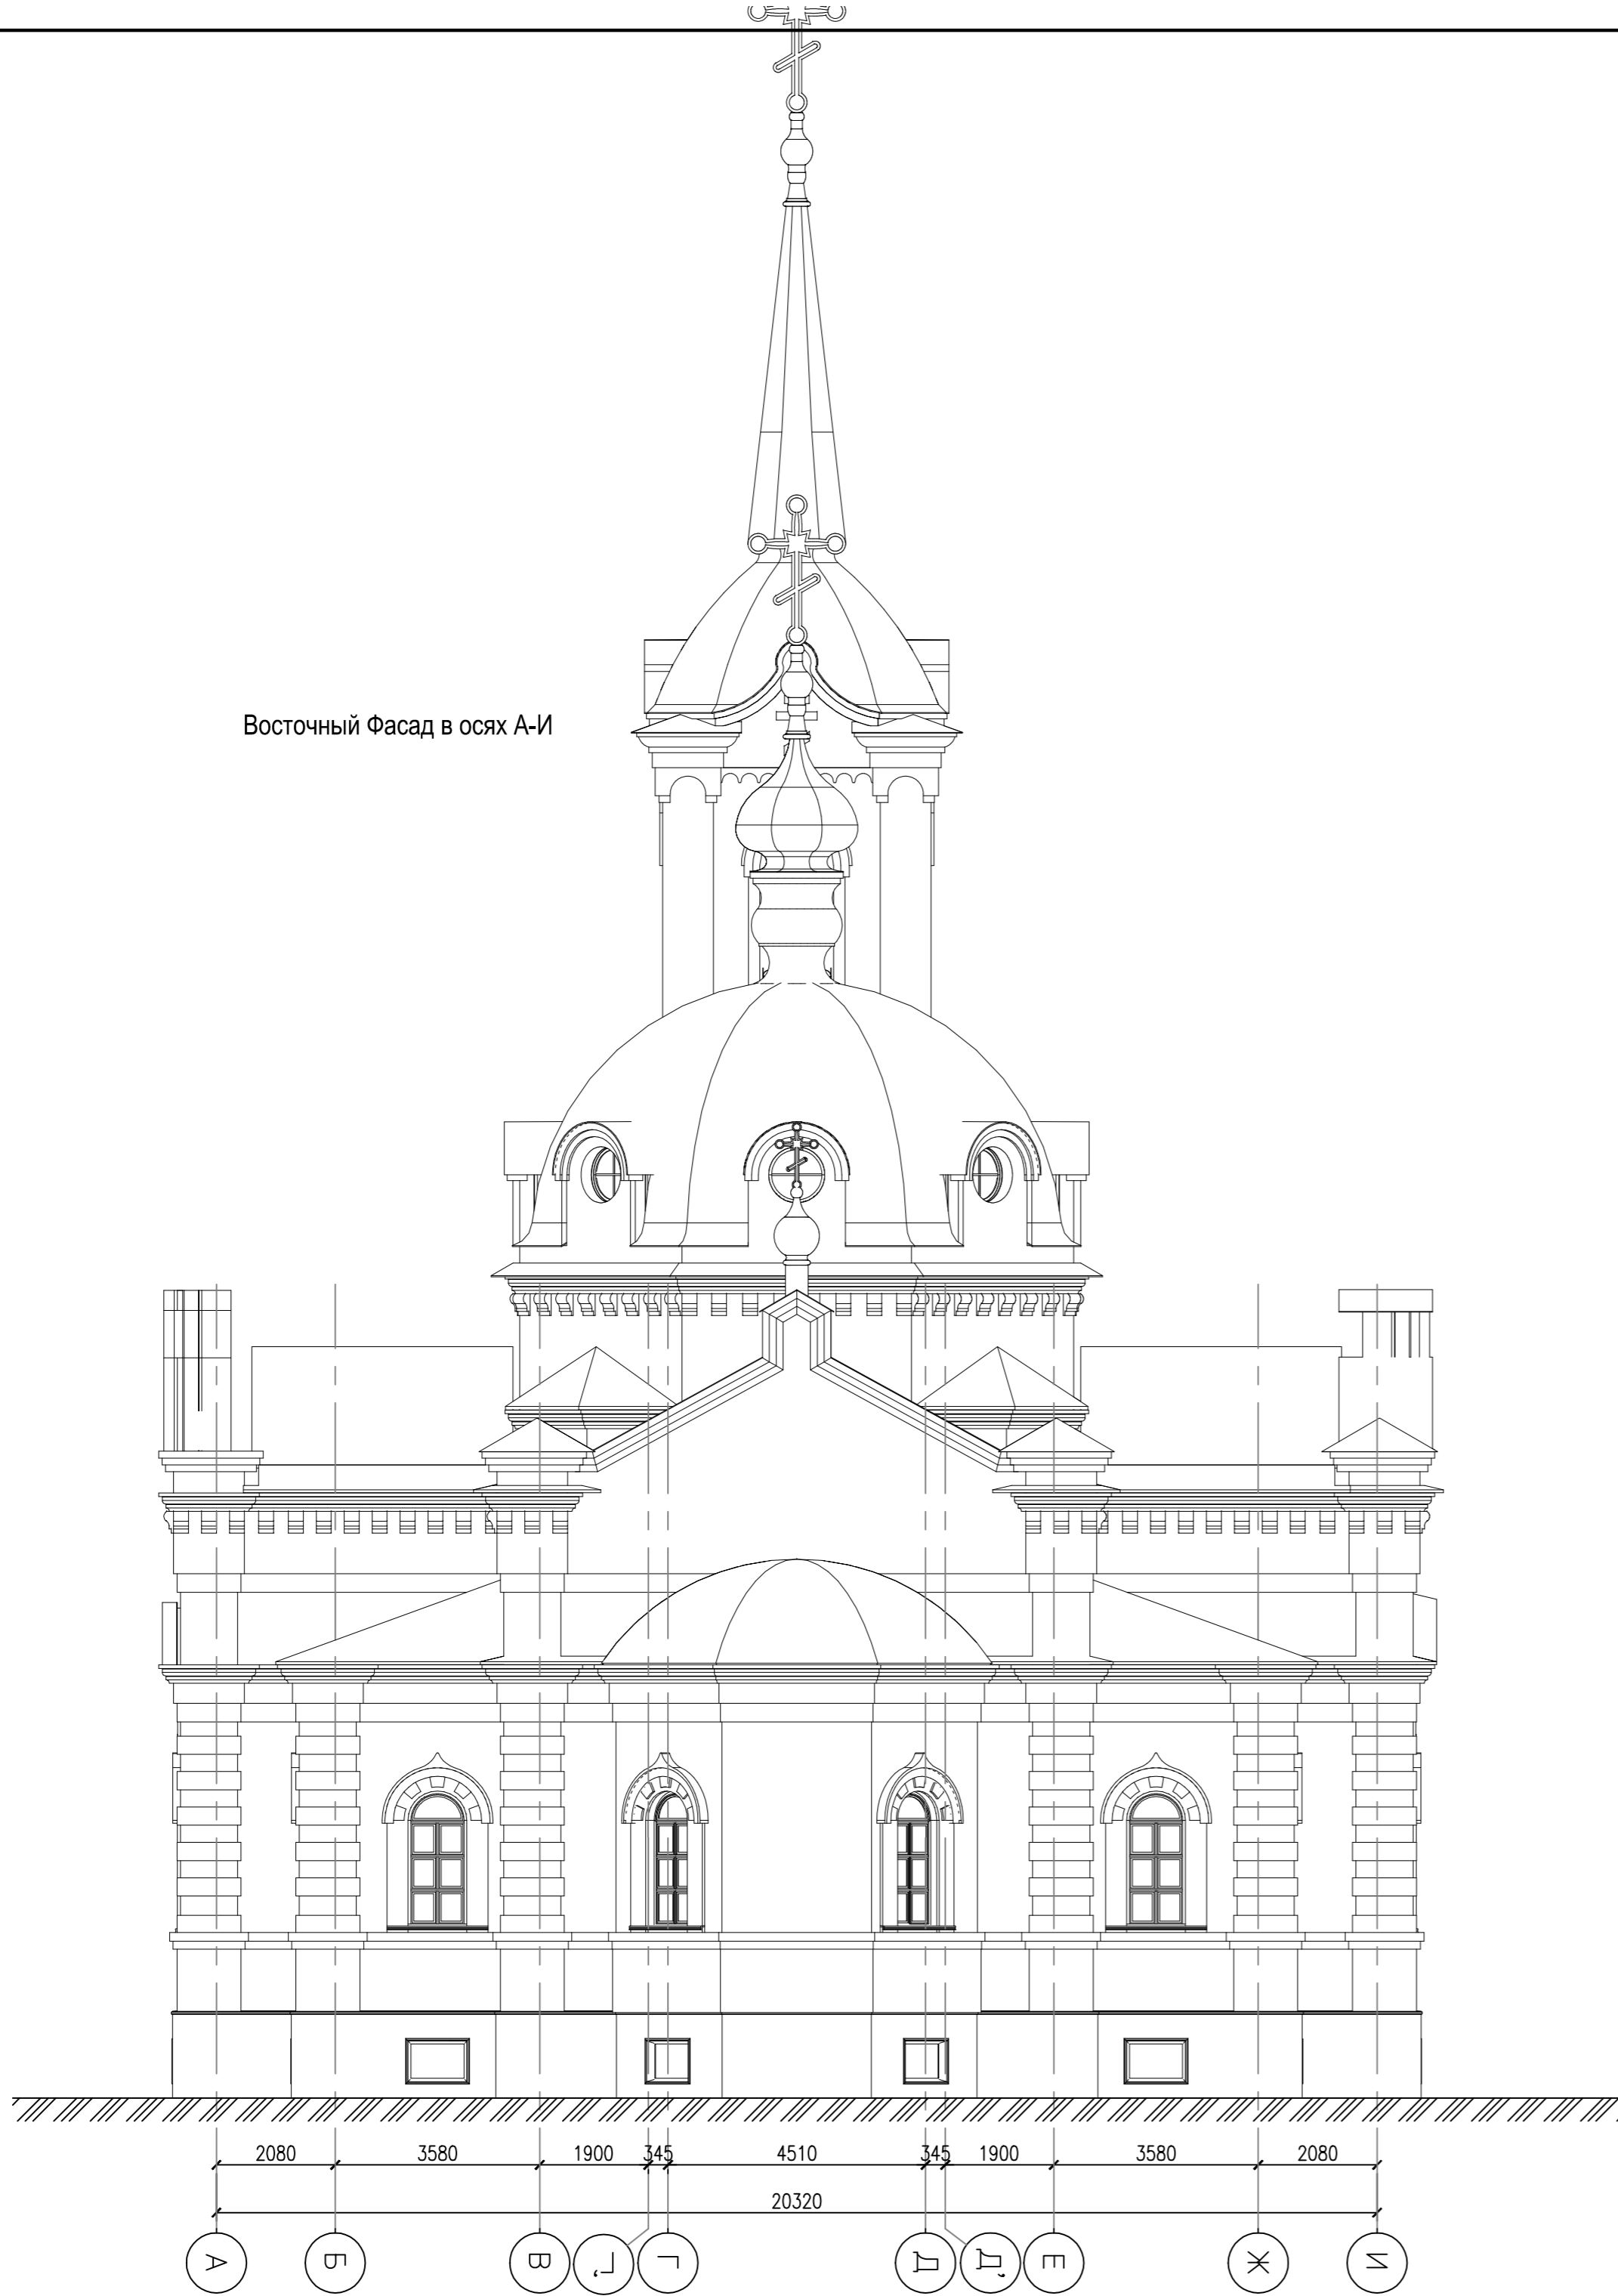 Восточный Фасад в осях А-И
2080 3580 1900 345 4510 345 1900 3580 2080
20320
А Б В Г' Г Д Д' Е Ж И